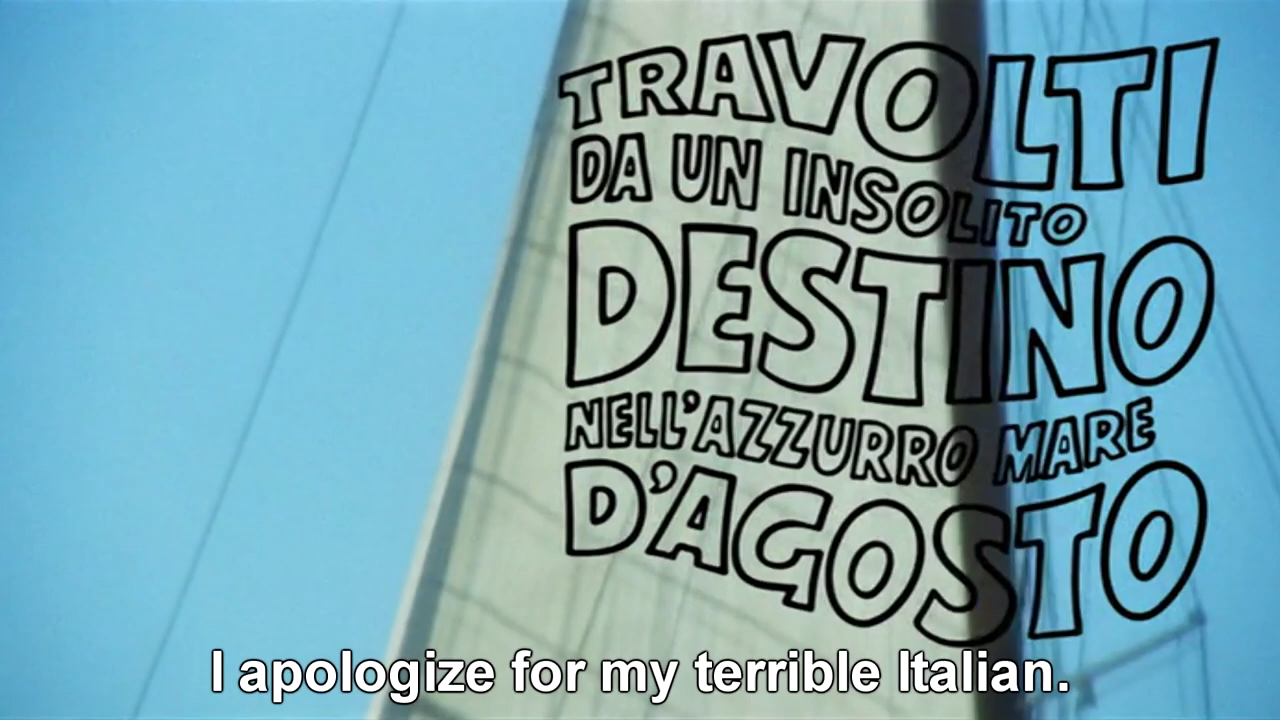 TRAVOLTI
DA UN INSOLITO
DESTINO
NELL'AZZURRO MARE
D'AGOSTO
I apologize for my terrible Italian.